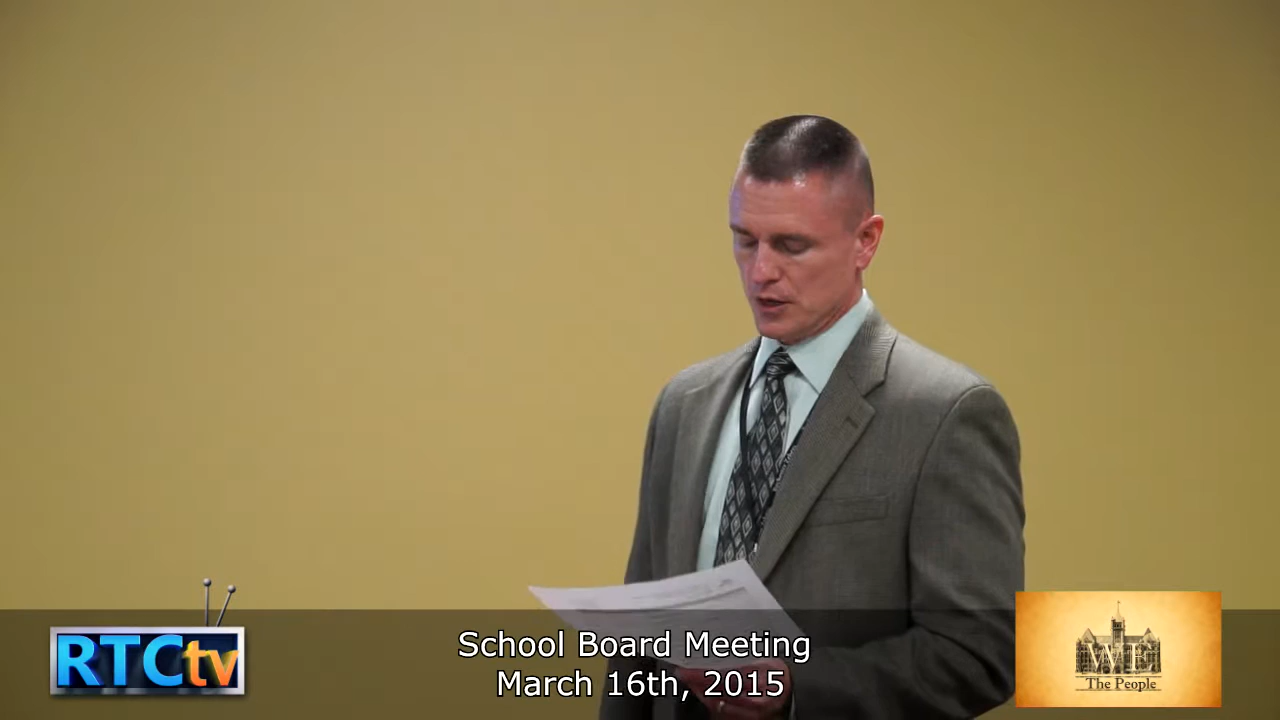 RTCtv
School Board Meeting
March 16th, 2015
WE
The People